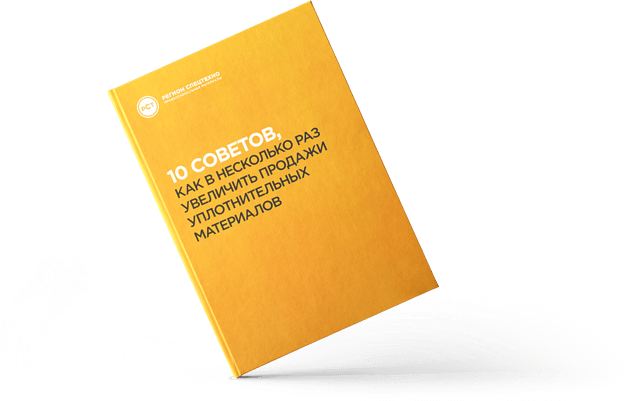 РСТ
РЕГИОН СПЕЦТЕХНО
10 СОВЕТОВ,
КАК В НЕСКОЛЬКО РАЗ
УВЕЛИЧИТЬ ПРОДАЖИ
УПЛОТНИТЕЛЬНЫХ
МАТЕРИАЛОВ